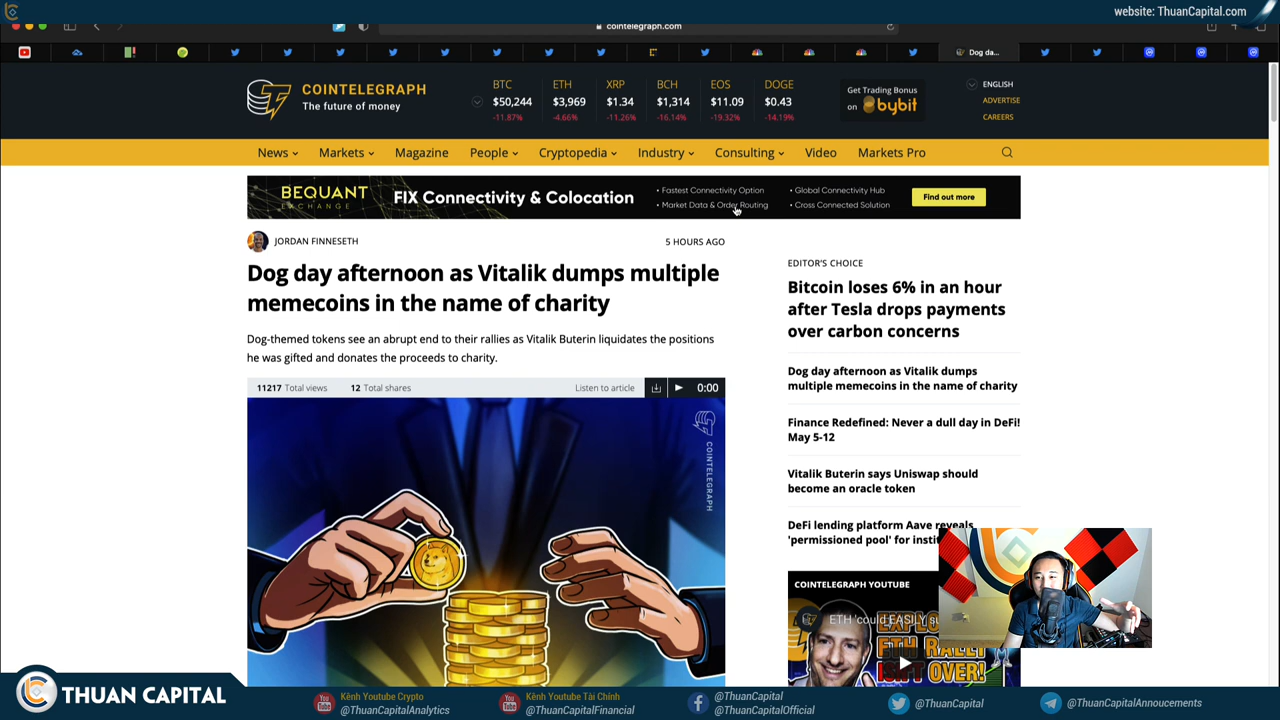 website: ThuanCapital.com
cointelegraph.com
Dog da...
COINTELEGRAPH
The future of money
BTC
$50,244
-11.87%
ETH
$3,969
-4.66%
XRP
$1.34
-11.26%
BCH
$1,314
-16.14%
EOS
$11.09
-19.32%
DOGE
$0.43
-14.19%
Get Trading Bonus
on bybit
ENGLISH
ADVERTISE
CAREERS
News
Markets
Magazine
People
Cryptopedia
Industry
Consulting
Video
Markets Pro
BEQUANT
EXCHANGE
FIX Connectivity & Colocation
• Fastest Connectivity Option
• Market Data & Order Routing
• Global Connectivity Hub
• Cross Connected Solution
Find out more
JORDAN FINNESETH
5 HOURS AGO
Dog day afternoon as Vitalik dumps multiple
memecoins in the name of charity
Dog-themed tokens see an abrupt end to their rallies as Vitalik Buterin liquidates the positions
he was gifted and donates the proceeds to charity.
11217 Total views
12 Total shares
Listen to article
0:00
COINTELEGRAPH
EDITOR'S CHOICE
Bitcoin loses 6% in an hour
after Tesla drops payments
over carbon concerns
Dog day afternoon as Vitalik dumps
multiple memecoins in the name of charity
Finance Redefined: Never a dull day in DeFi!
May 5-12
Vitalik Buterin says Uniswap should
become an oracle token
DeFi lending platform Aave reveals
'permissioned pool' for
COINTELEGRAPH YOUTUBE
ETH 'could EASILY
ETH RALLY
ISN'T OVER!
THUAN CAPITAL
Kênh Youtube Crypto
@ThuanCapitalAnalytics
Kênh Youtube Tài Chính
@ThuanCapitalFinancial
@ThuanCapital
@ThuanCapitalOfficial
@ThuanCapital
@ThuanCapitalAnnoucements